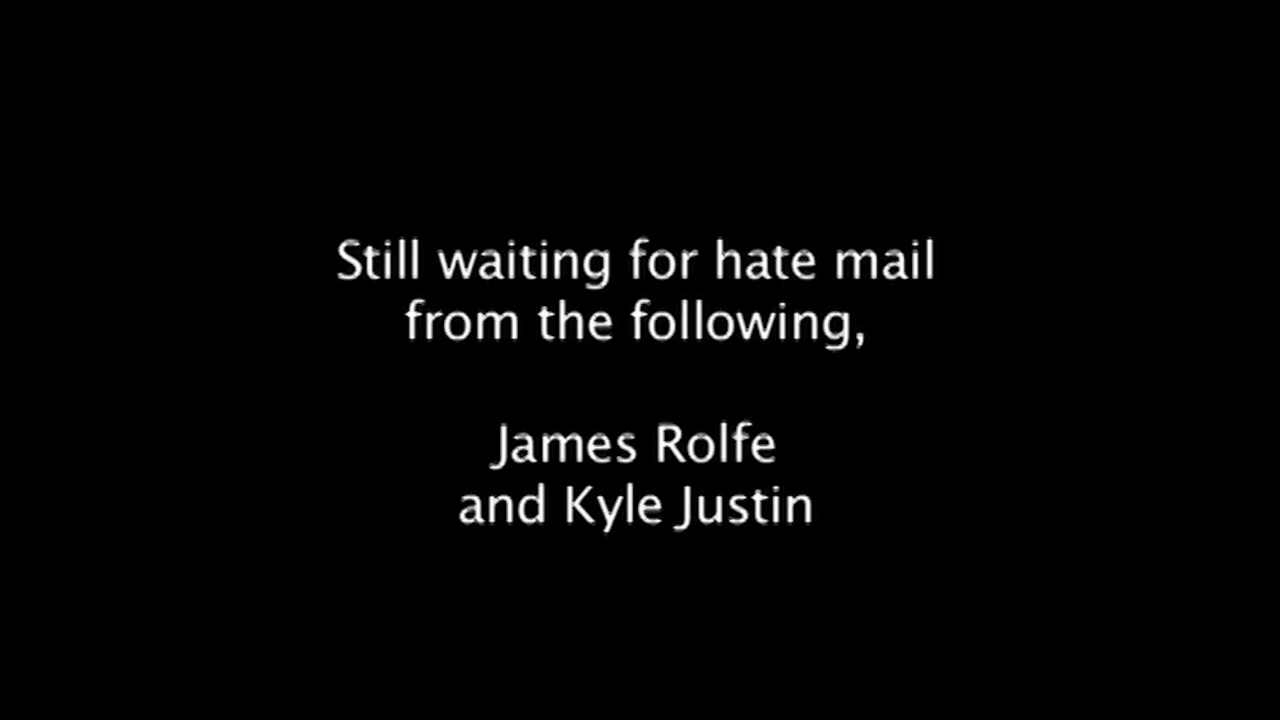 Still waiting for hate mail
from the following,
James Rolfe
and Kyle Justin